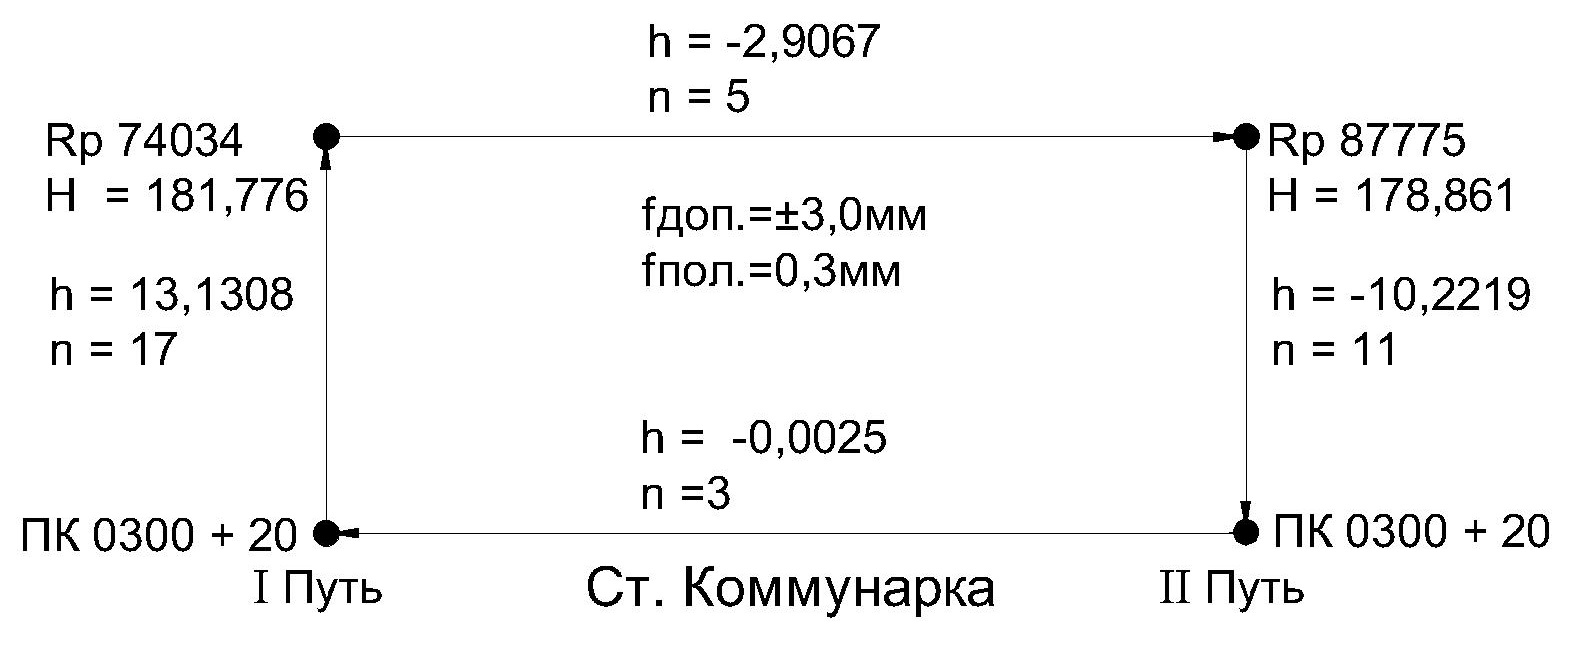 h = -2,9067
n = 5
Rp 74034
H = 181,776
Rp 87775
H = 178,861
fдоп.=±3,0мм
fпол.=0,3мм
h = 13,1308
n = 17
h = -10,2219
n = 11
h = -0,0025
n =3
ПК 0300 + 20
I Путь
Ст. Коммунарка
ПК 0300 + 20
II Путь